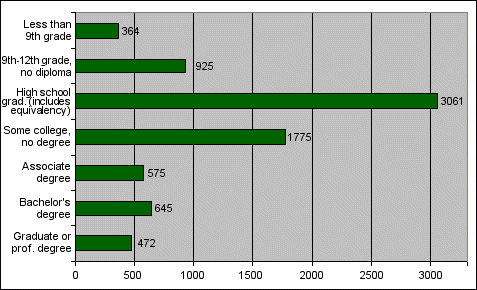 Less than
9th grade
364
9th-12th grade,
no diploma
925
High school
grad.(includes
equivalency)
3061
Some college,
no degree
1775
Associate
degree
575
Bachelor's
degree
645
Graduate or
prof. degree
472
0 500 1000 1500 2000 2500 3000